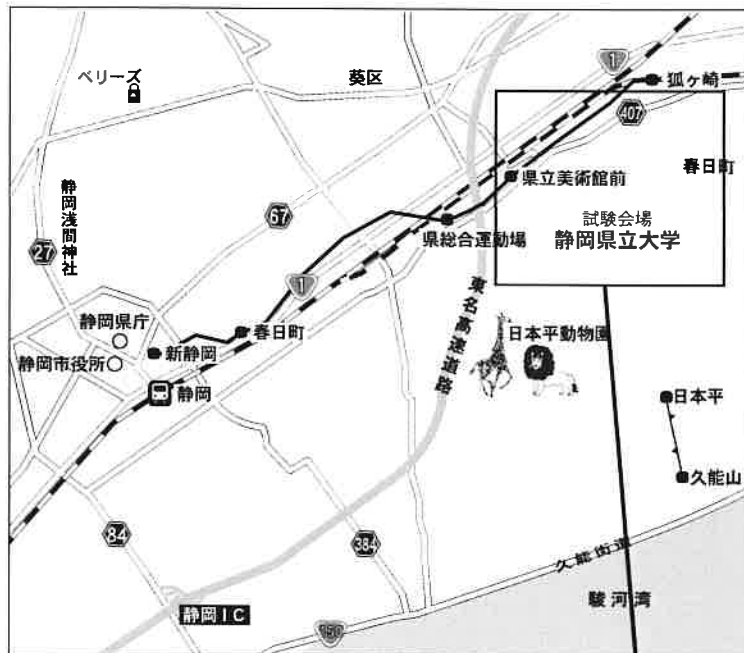 1
狐ヶ崎
ベリーズ
葵区
407
春日町
県立美術館前
静岡浅間神社
67
試験会場
静岡県立大学
県総合運動場
27
1
東名高速道路
静岡県庁
春日町
日本平動物園
新静岡
静岡市役所
静岡
日本平
久能山
84
384
久能街道
駿河湾
静岡IC
150